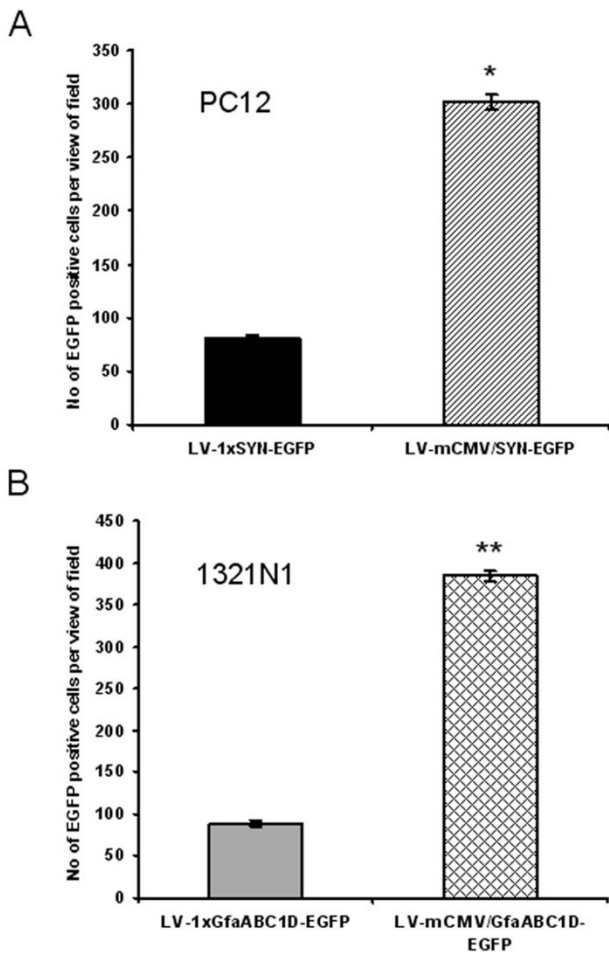 A
No of EGFP positive cells per view of field
350
300
250
200
150
100
50
0
PC12
*
LV-1xSYN-EGFP
LV-mCMV/SYN-EGFP
B
No of EGFP positive cells per view of field
450
400
350
300
250
200
150
100
50
0
1321N1
**
LV-1xGfaABC1D-EGFP
LV-mCMV/GfaABC1D-
EGFP